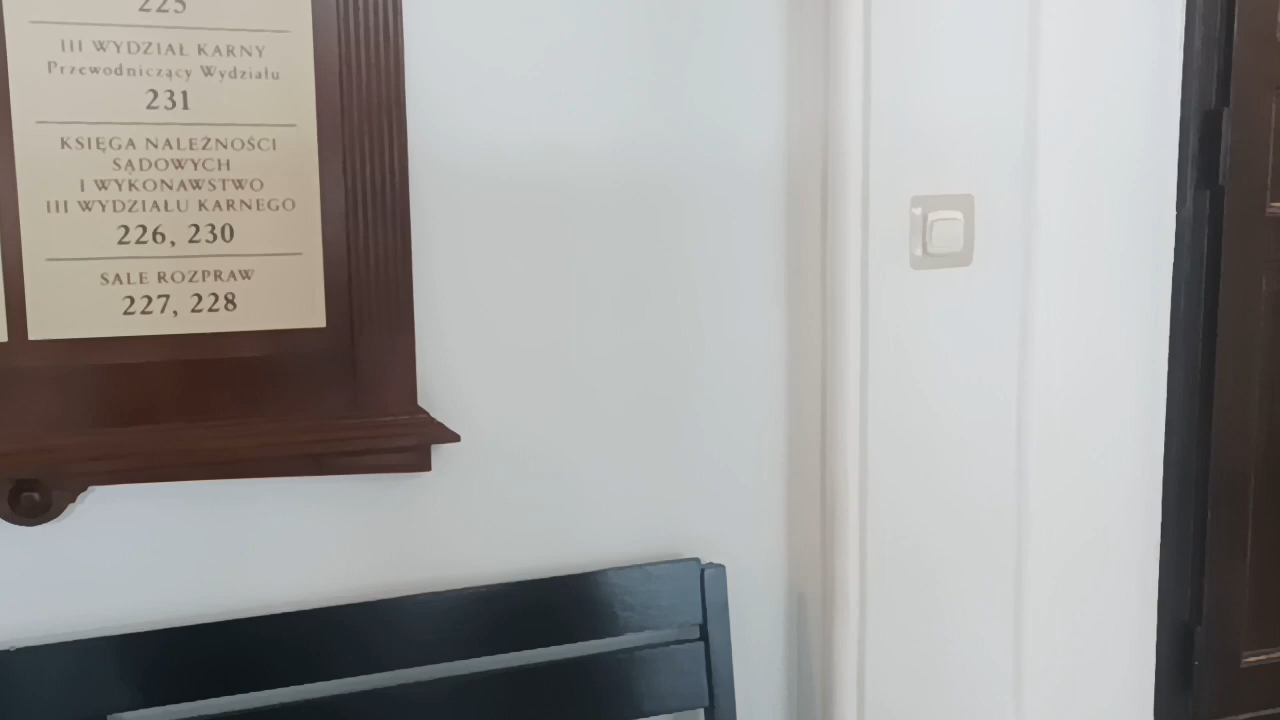 225
III WYDZIAŁ KARNY
Przewodniczący Wydziału
231
KSIĘGA NALEŻNOŚCI
SĄDOWYCH
I WYKONAWSTWO
III WYDZIAŁU KARNEGO
226, 230
SALE ROZPRAW
227, 228